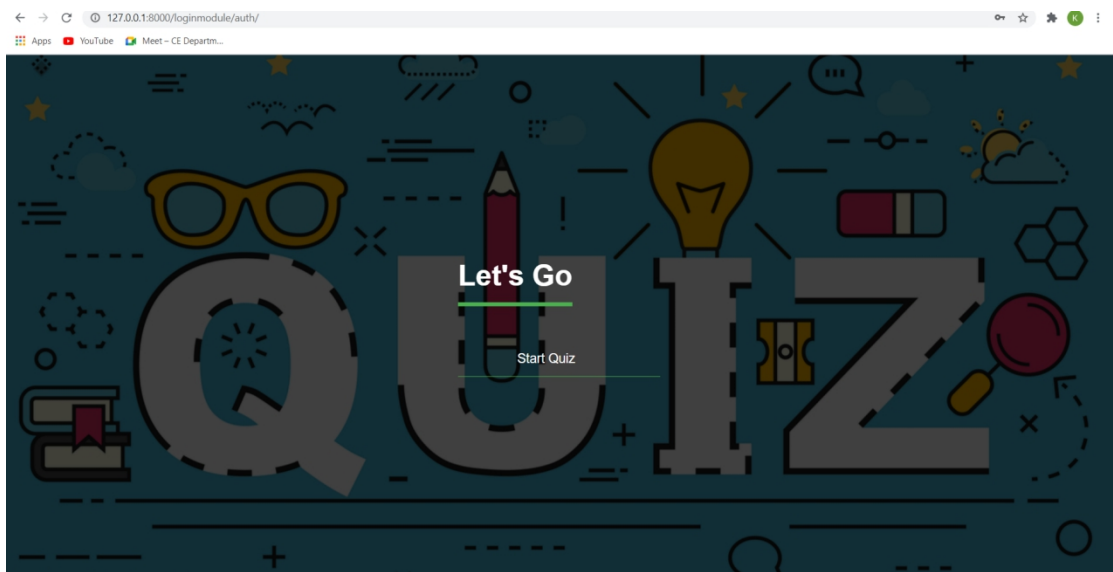 127.0.0.1:8000/loginmodule/auth/
K
Apps YouTube Meet – CE Departm...
QUIZ
Let's Go
Start Quiz